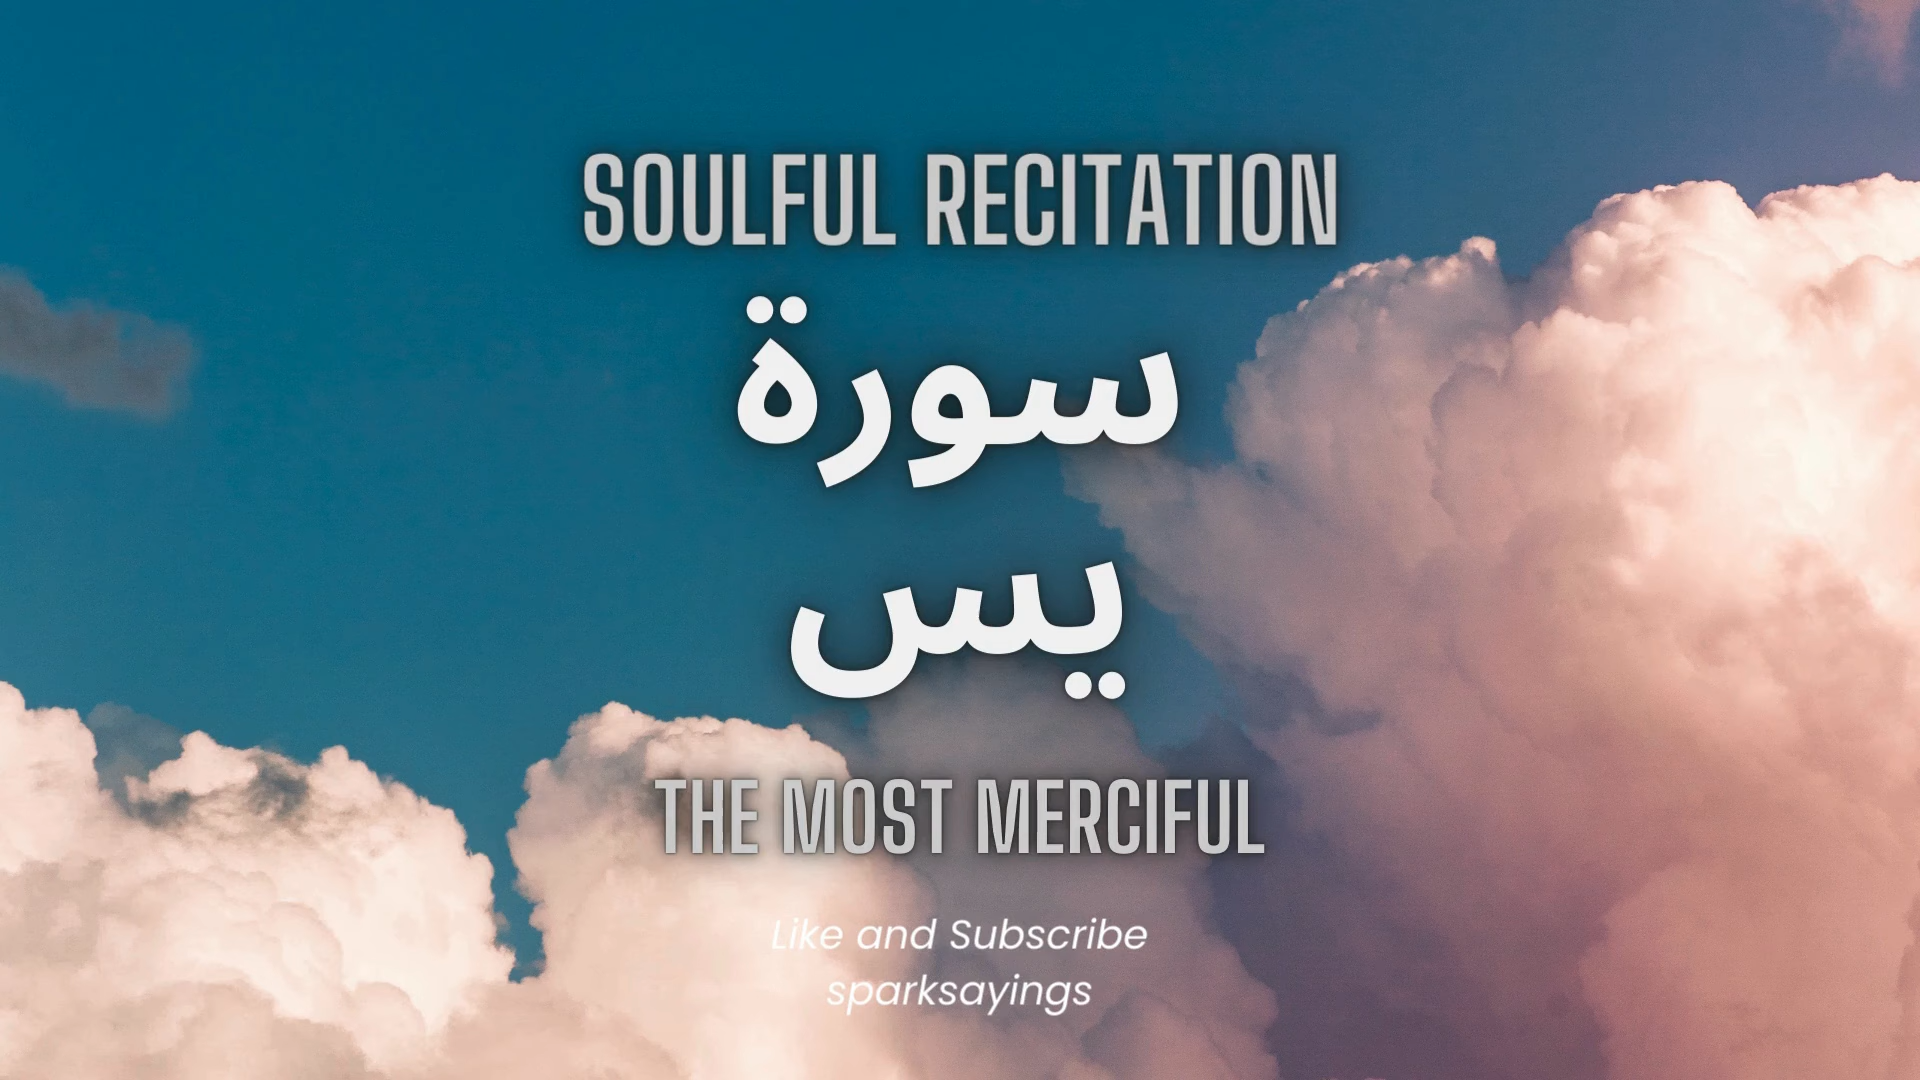 SOULFUL RECITATION
سورة
يس
THE MOST MERCIFUL
Like and Subscribe
sparksayings